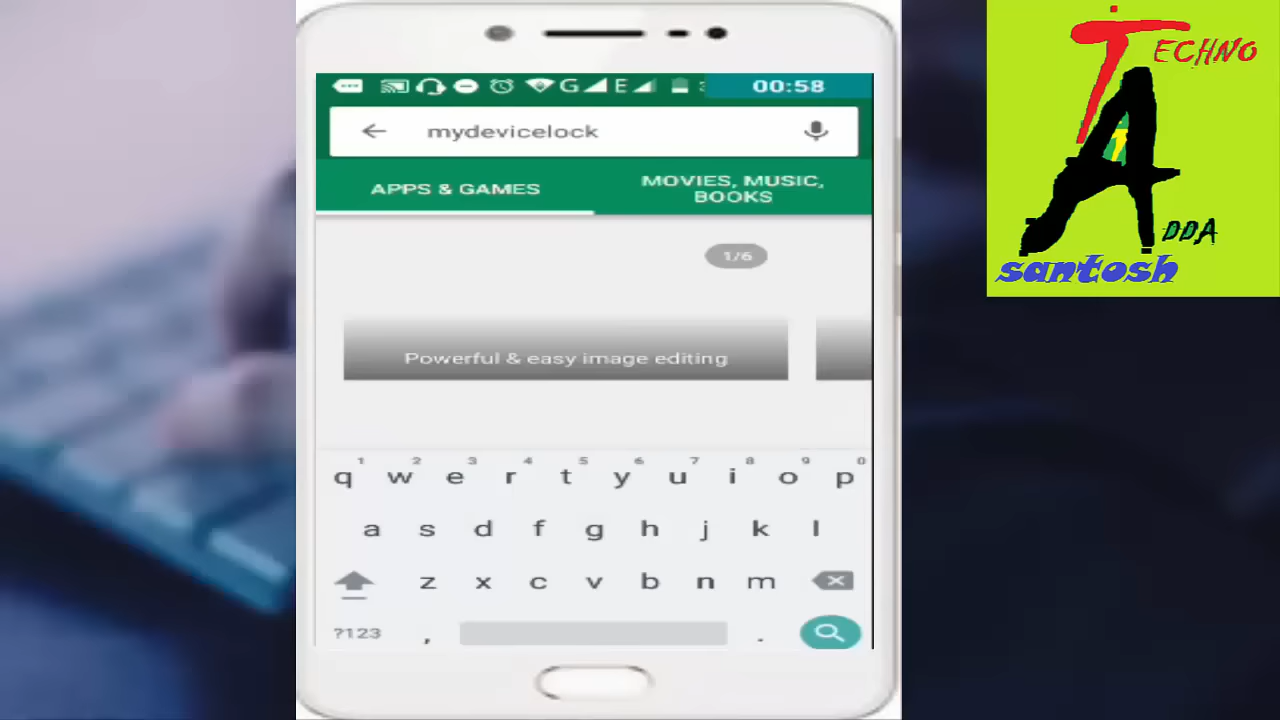 G E 00:58
mydevicelock
APPS & GAMES
MOVIES, MUSIC,
BOOKS
1/6
Powerful & easy image editing
1 2 3 4 5 6 7 8 9 0
q w e r t y u i o p
a s d f g h j k l
z x c v b n m
?123 , .
TECHNO
ADDA
santosh